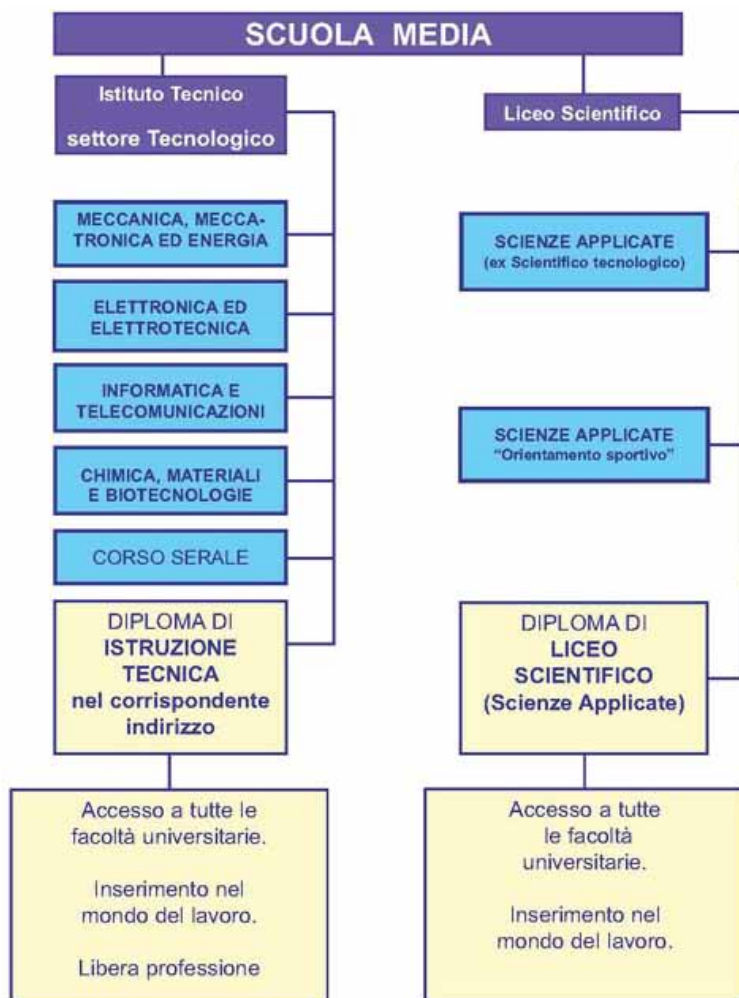 SCUOLA MEDIA
Istituto Tecnico
settore Tecnologico
MECCANICA, MECCA-
TRONICA ED ENERGIA
ELETTRONICA ED
ELETTROTECNICA
INFORMATICA E
TELECOMUNICAZIONI
CHIMICA, MATERIALI
E BIOTECNOLOGIE
CORSO SERALE
DIPLOMA DI
ISTRUZIONE
TECNICA
nel corrispondente
indirizzo
Accesso a tutte le
facoltà universitarie.
Inserimento nel
mondo del lavoro.
Libera professione
Liceo Scientifico
SCIENZE APPLICATE
(ex Scientifico tecnologico)
SCIENZE APPLICATE
“Orientamento sportivo”
DIPLOMA DI
LICEO
SCIENTIFICO
(Scienze Applicate)
Accesso a tutte
le facoltà
universitarie.
Inserimento nel
mondo del lavoro.